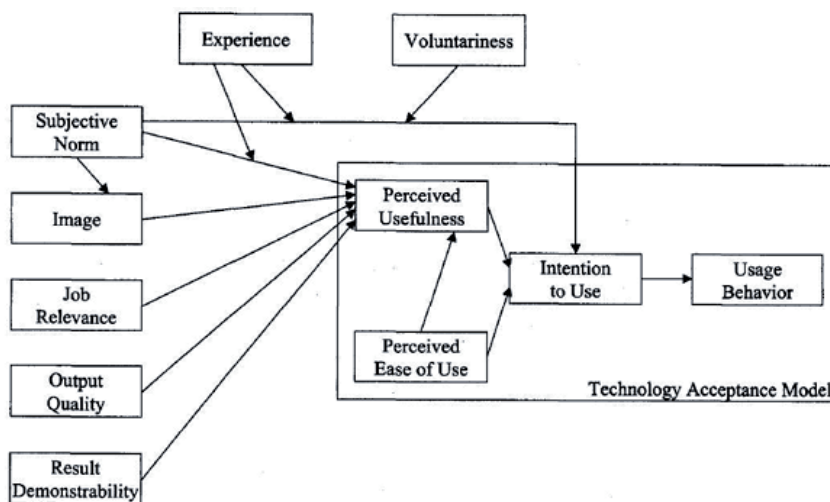 Experience
Voluntariness
Subjective
Norm
Image
Job
Relevance
Output
Quality
Result
Demonstrability
Perceived
Usefulness
Perceived
Ease of Use
Intention
to Use
Usage
Behavior
Technology Acceptance Model